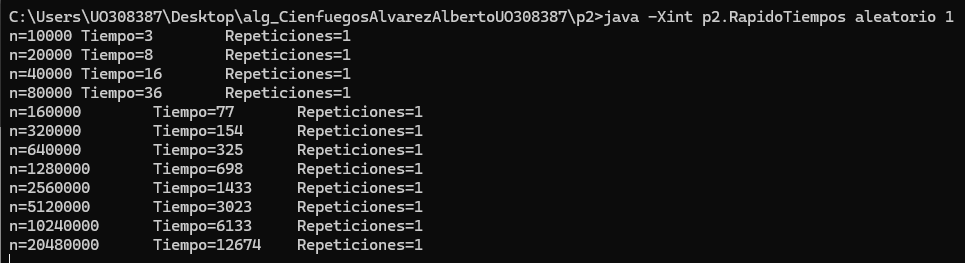 C:\Users\UO308387\Desktop\alg_CienfuegosAlvarezAlbertoUO308387\p2>java -Xint p2.RapidoTiempos aleatorio 1
n=10000 Tiempo=3 Repeticiones=1
n=20000 Tiempo=8 Repeticiones=1
n=40000 Tiempo=16 Repeticiones=1
n=80000 Tiempo=36 Repeticiones=1
n=160000 Tiempo=77 Repeticiones=1
n=320000 Tiempo=154 Repeticiones=1
n=640000 Tiempo=325 Repeticiones=1
n=1280000 Tiempo=698 Repeticiones=1
n=2560000 Tiempo=1433 Repeticiones=1
n=5120000 Tiempo=3023 Repeticiones=1
n=10240000 Tiempo=6133 Repeticiones=1
n=20480000 Tiempo=12674 Repeticiones=1